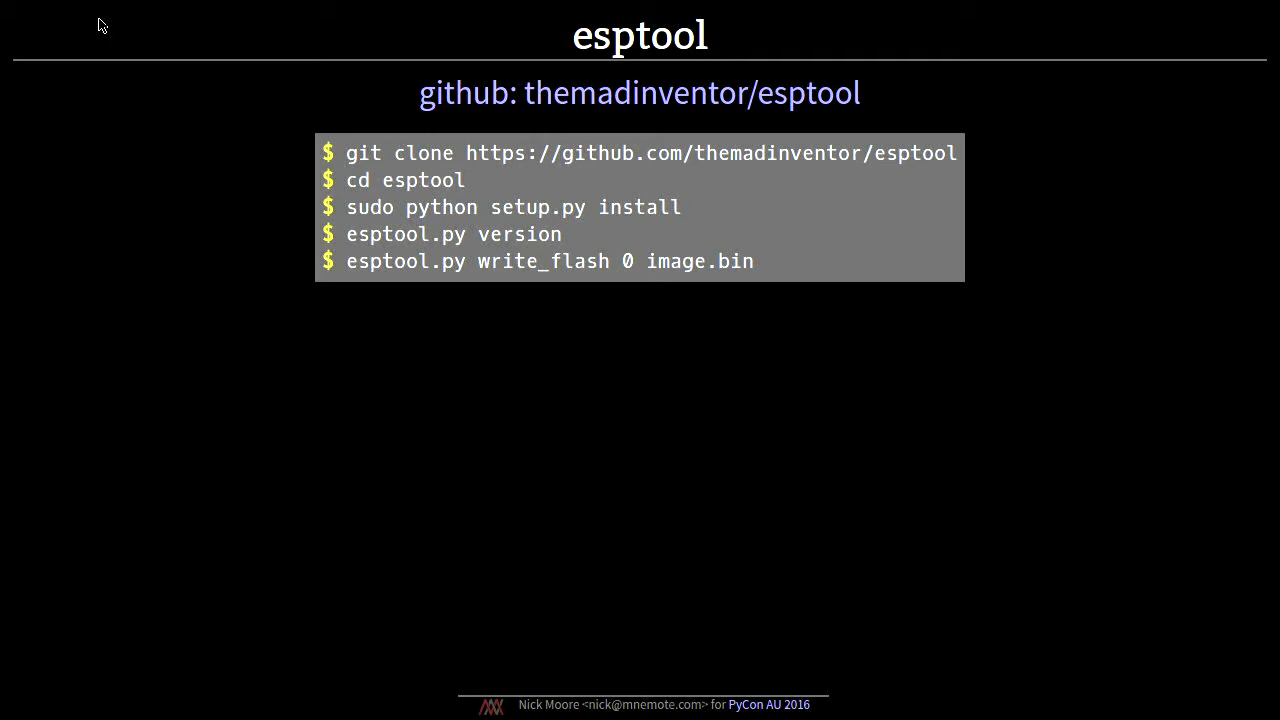 esptool
github: themadinventor/esptool
$ git clone https://github.com/themadinventor/esptool
$ cd esptool
$ sudo python setup.py install
$ esptool.py version
$ esptool.py write_flash 0 image.bin
Nick Moore <nick@mnemote.com> for PyCon AU 2016